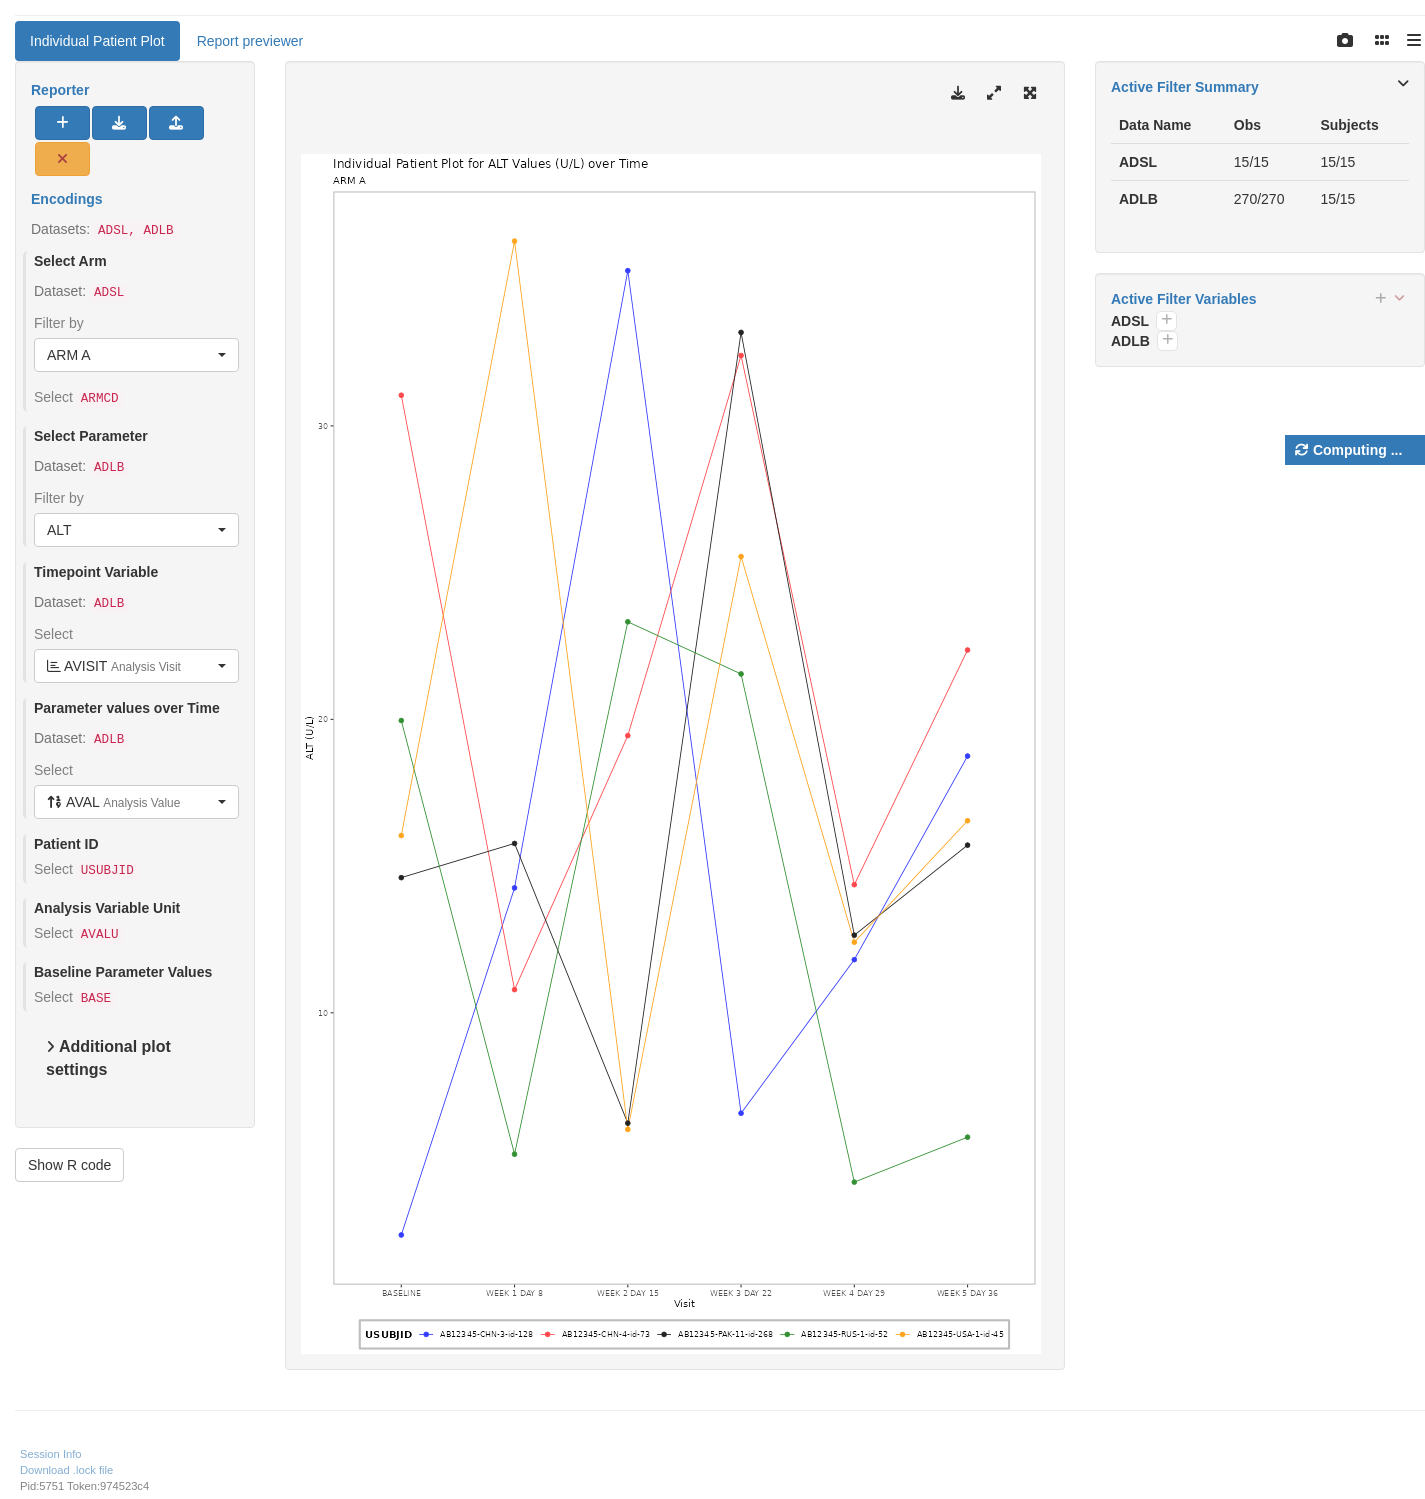 Individual Patient Plot
Report previewer
Reporter
Encodings
Datasets: ADSL, ADLB
Select Arm
Dataset: ADSL
Filter by
ARM A
Select ARMCD
Select Parameter
Dataset: ADLB
Filter by
ALT
Timepoint Variable
Dataset: ADLB
Select
AVISIT Analysis Visit
Parameter values over Time
Dataset: ADLB
Select
AVAL Analysis Value
Patient ID
Select USUBJID
Analysis Variable Unit
Select AVALU
Baseline Parameter Values
Select BASE
Additional plot
settings
Show R code
Individual Patient Plot for ALT Values (U/L) over Time
ARM A
30
20
10
ALT (U/L)
BASELINE WEEK 1 DAY 8 WEEK 2 DAY 15 WEEK 3 DAY 22 WEEK 4 DAY 29 WEEK 5 DAY 36
Visit
USUBJID AB12345-CHN-3-id-128 AB12345-CHN-4-id-73 AB12345-PAK-11-id-268 AB12345-RUS-1-id-52 AB12345-USA-1-id-45
Active Filter Summary
Data Name Obs Subjects
ADSL 15/15 15/15
ADLB 270/270 15/15
Active Filter Variables
ADSL
ADLB
Computing ...
Session Info
Download .lock file
Pid:5751 Token:974523c4